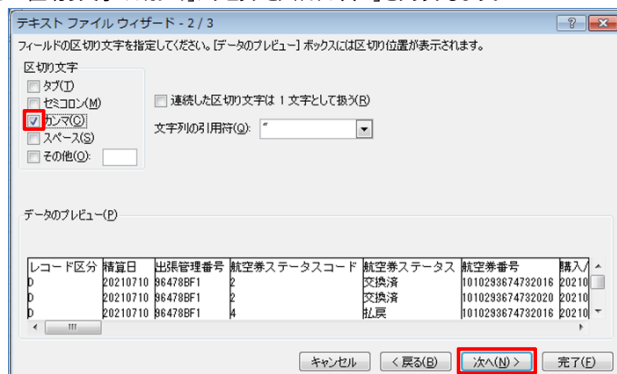 テキスト ファイル ウィザード - 2 / 3
フィールドの区切り文字を指定してください。[データのプレビュー] ボックスには区切り位置が表示されます。
区切り文字
タブ(T)
セミコロン(M)
カンマ(C)
スペース(S)
その他(O):
連続した区切り文字は 1 文字として扱う(R)
文字列の引用符(Q): "
データのプレビュー(P)
レコード区分 積算日 出張管理番号 航空券ステータスコード 航空券ステータス 航空券番号 購入/
D 20210710 96478BF1 2 交換済 1010293674732016 20210
D 20210710 96478BF1 2 交換済 1010293674732020 20210
D 20210710 96478BF1 4 払戻 1010293674732016 20210
キャンセル < 戻る(B) 次へ(N) > 完了(F)